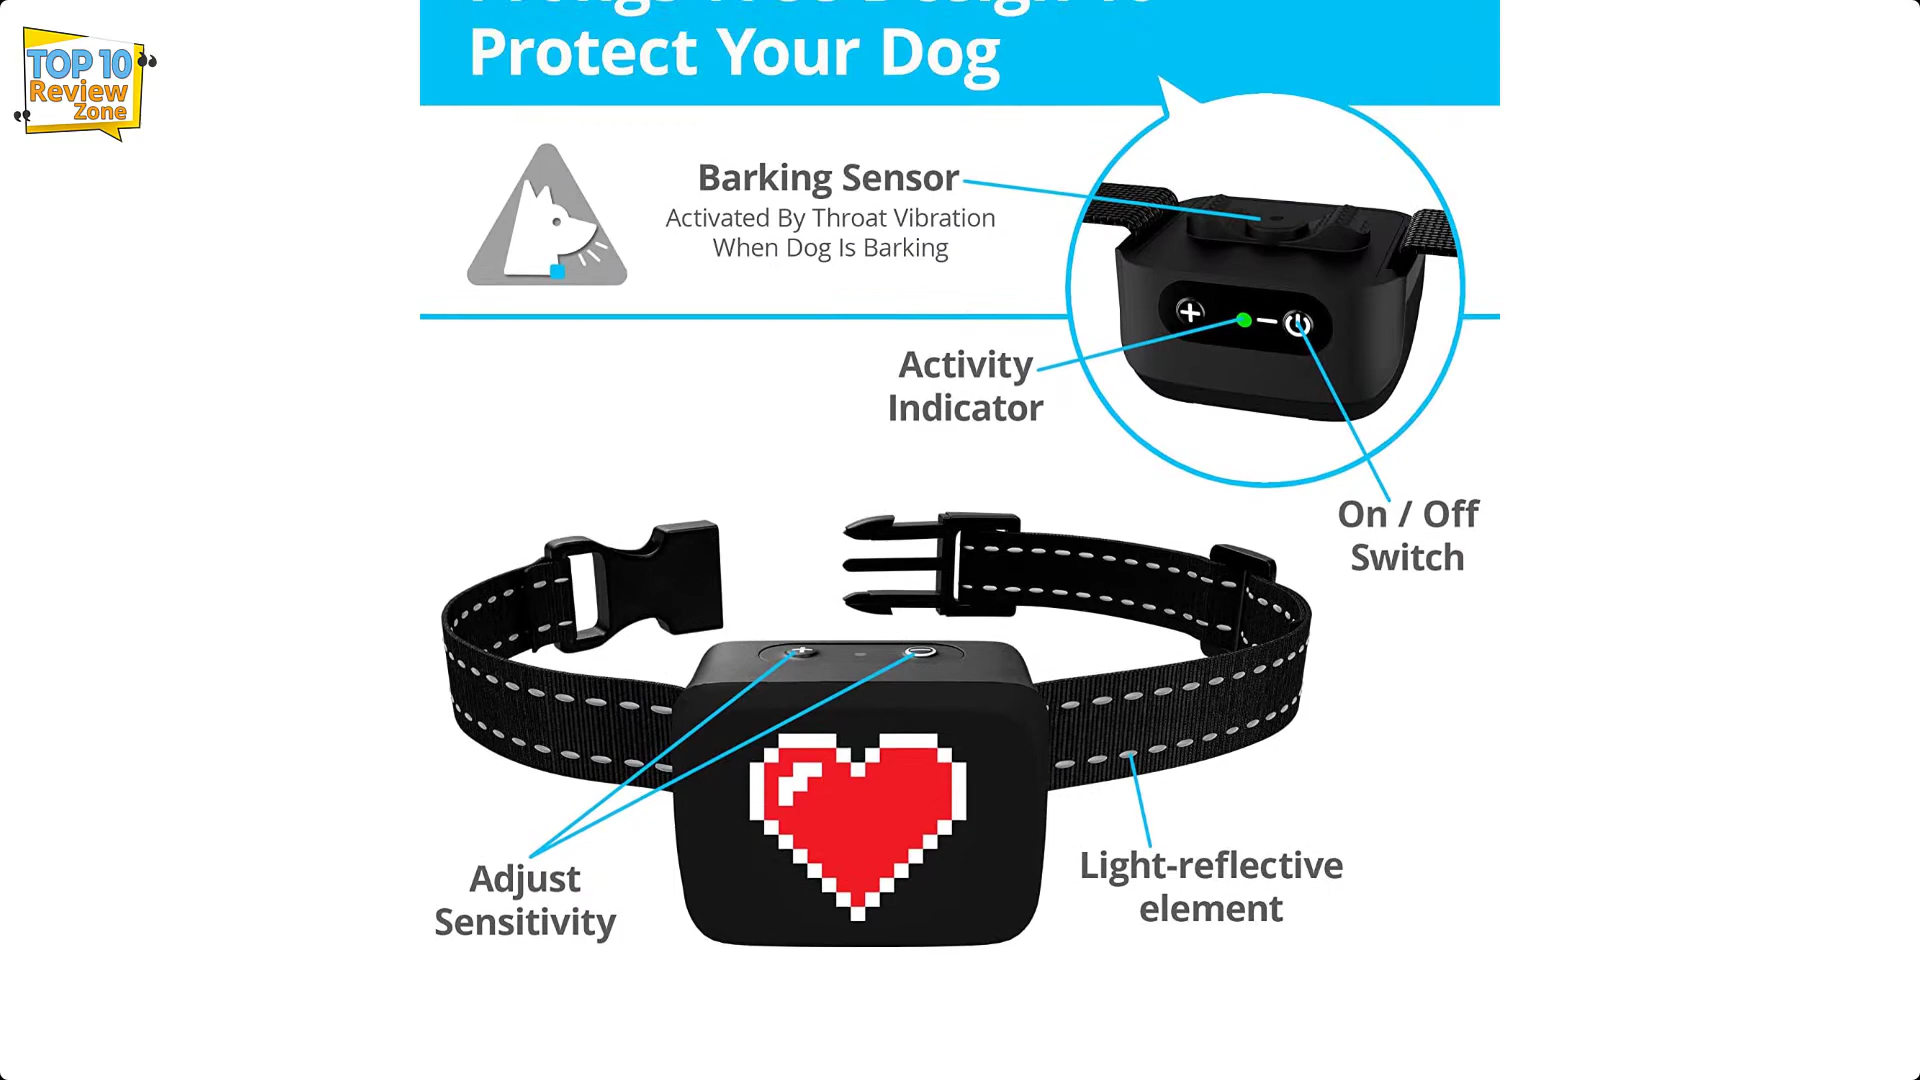 TOP 10
Review
Zone
Protect Your Dog
Barking Sensor
Activated By Throat Vibration
When Dog Is Barking
Activity
Indicator
On / Off
Switch
Adjust
Sensitivity
Light-reflective
element